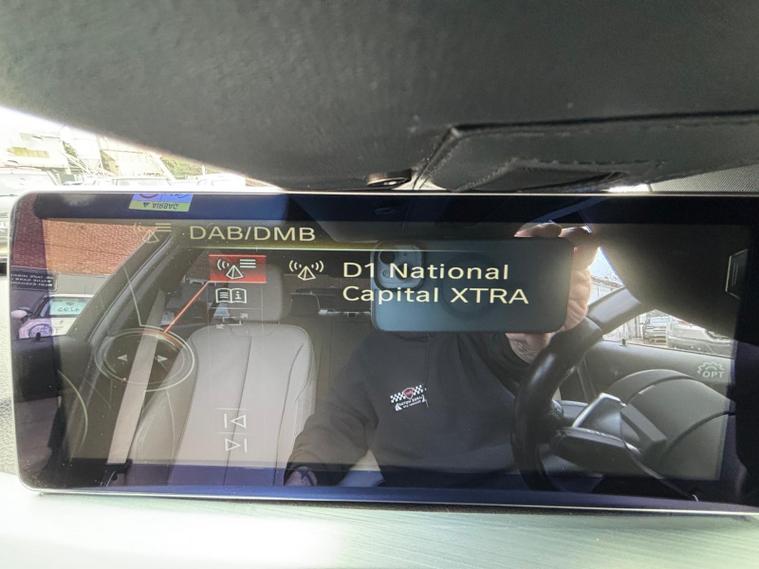 DAB/DMB
D1 National
Capital XTRA
OPT